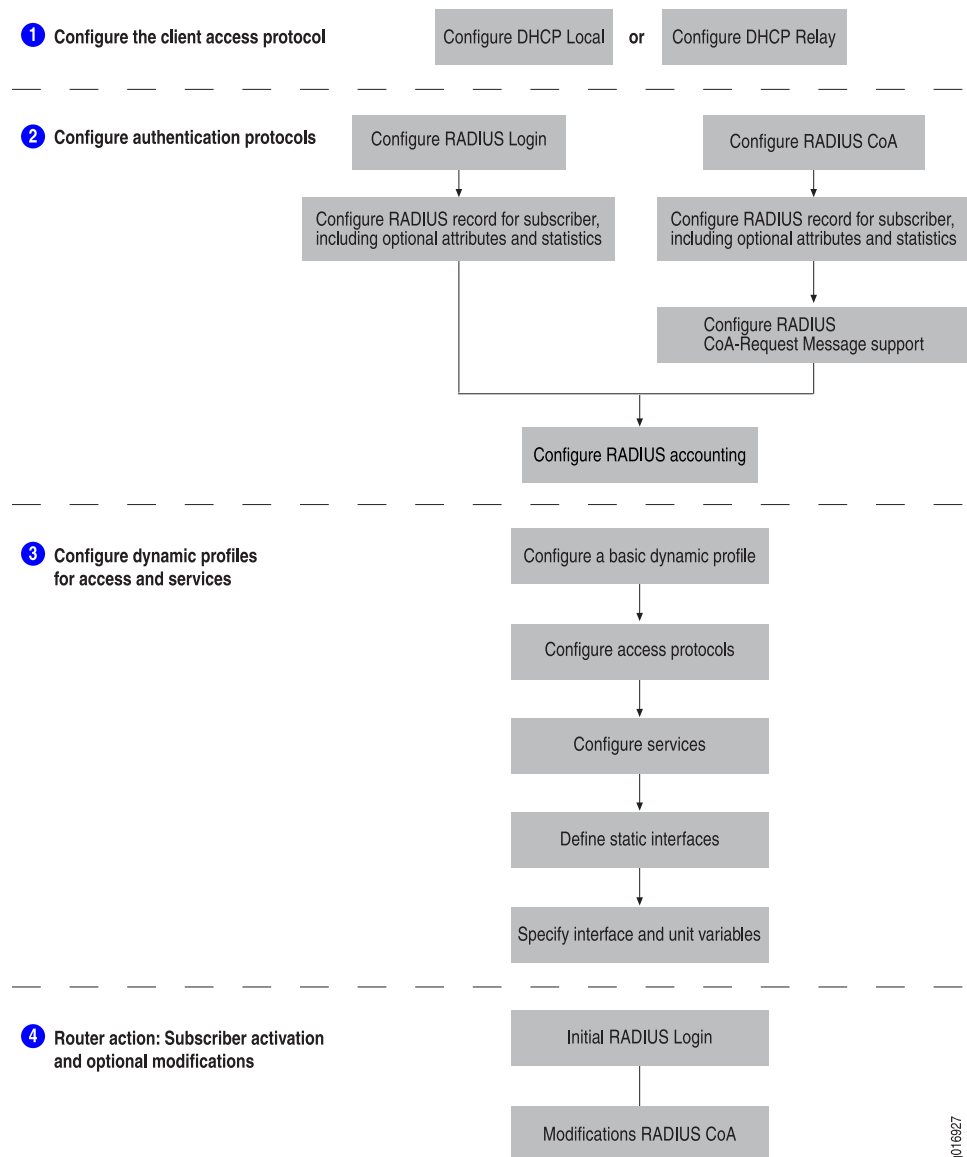 1 Configure the client access protocol
Configure DHCP Local or Configure DHCP Relay
2 Configure authentication protocols
Configure RADIUS Login
Configure RADIUS record for subscriber,
including optional attributes and statistics
Configure RADIUS CoA
Configure RADIUS record for subscriber,
including optional attributes and statistics
Configure RADIUS
CoA-Request Message support
Configure RADIUS accounting
3 Configure dynamic profiles
for access and services
Configure a basic dynamic profile
Configure access protocols
Configure services
Define static interfaces
Specify interface and unit variables
4 Router action: Subscriber activation
and optional modifications
Initial RADIUS Login
Modifications RADIUS CoA
g016927